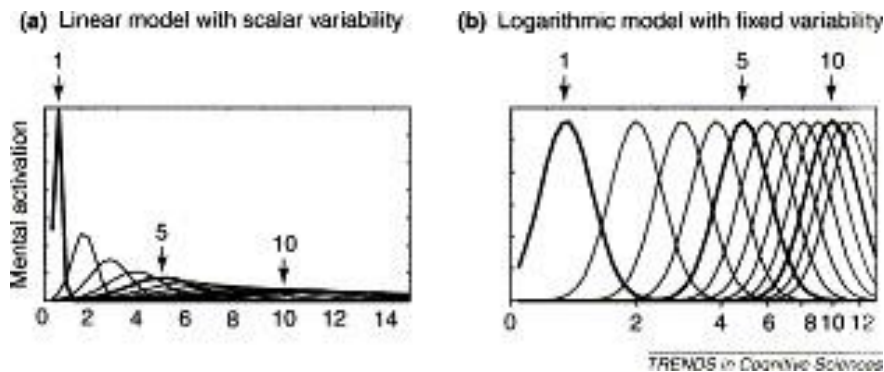 (a) Linear model with scalar variability
1
5
10
Mental activation
0 2 4 6 8 10 12 14
(b) Logarithmic model with fixed variability
1 5 10
0 2 4 6 8 10 12
TRENDS in Cognitive Sciences